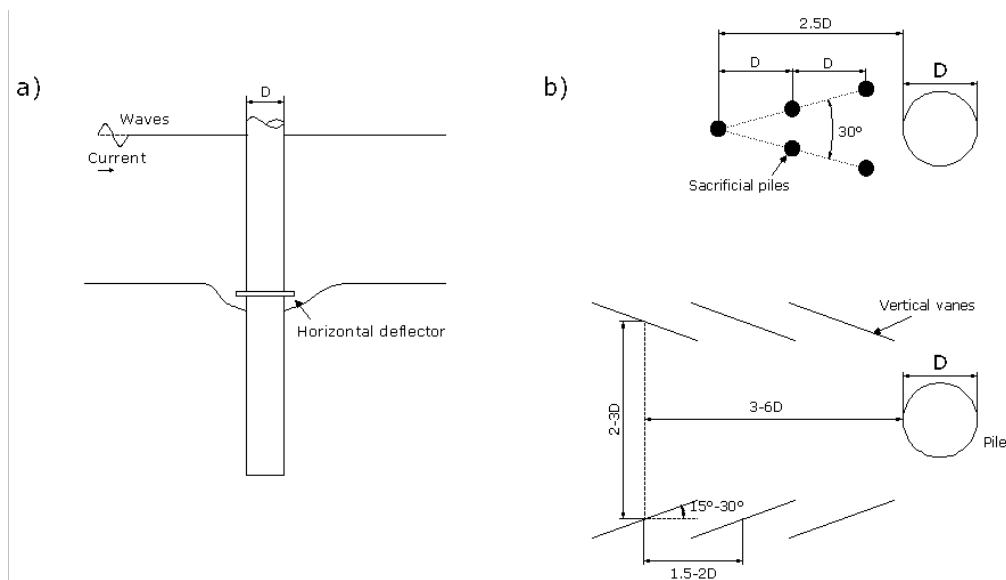 a)
D
Waves
Current
Horizontal deflector
b)
2.5D
D
D
D
30°
Sacrificial piles
Vertical vanes
D
2-3D
3-6D
Pile
15°-30°
1.5-2D